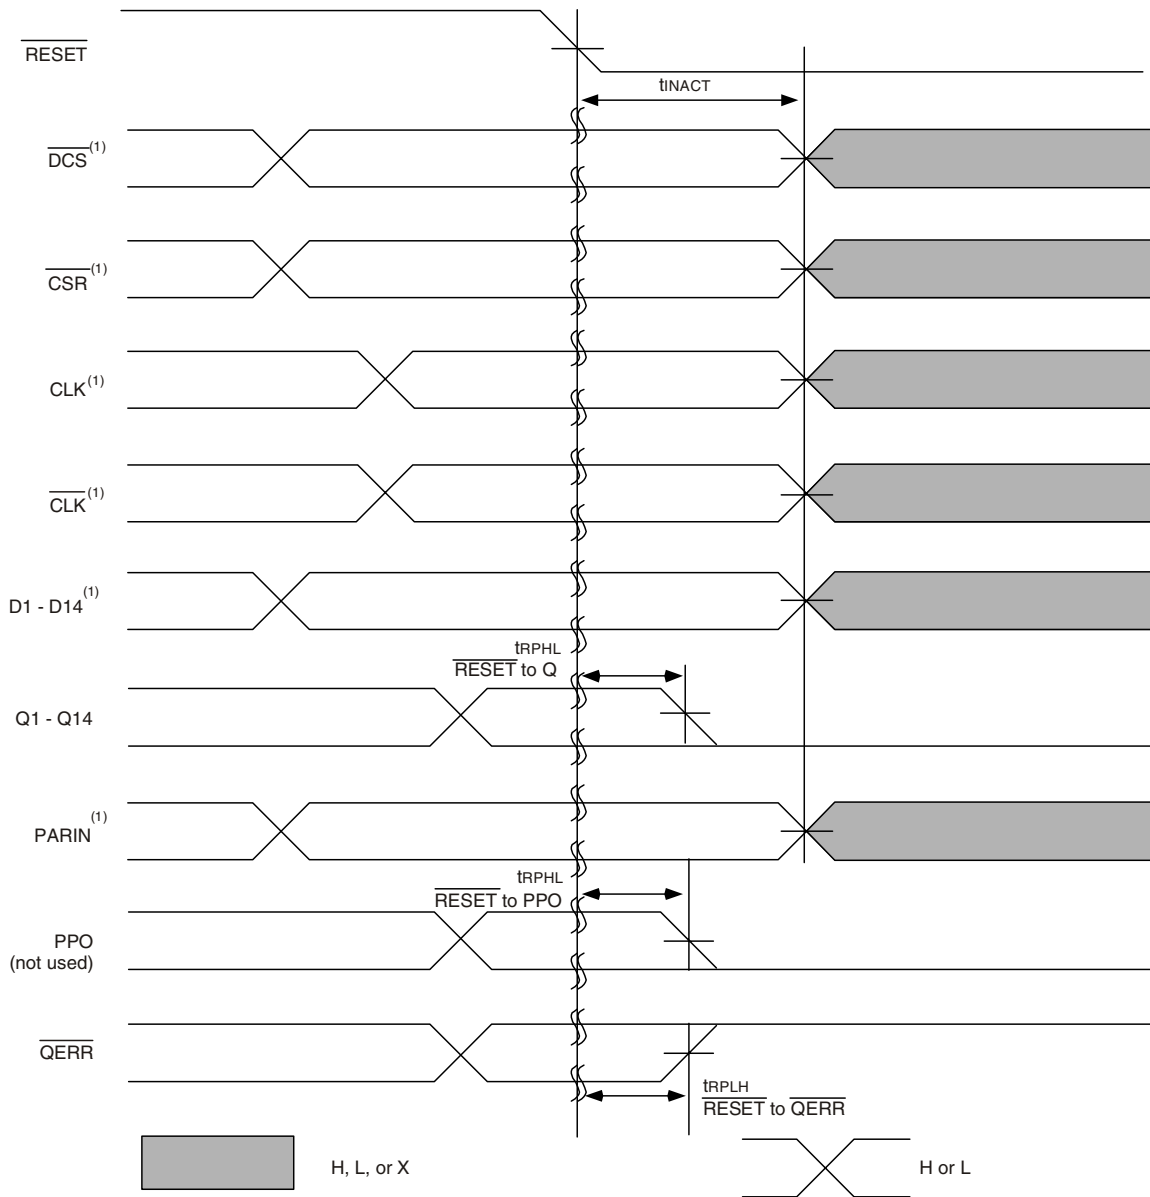 RESET
tINACT
DCS(1)
CSR(1)
CLK(1)
CLK(1)
D1 - D14(1)
tRPHL
RESET to Q
Q1 - Q14
PARIN(1)
tRPHL
RESET to PPO
PPO
(not used)
QERR
tRPLH
RESET to QERR
H, L, or X
H or L